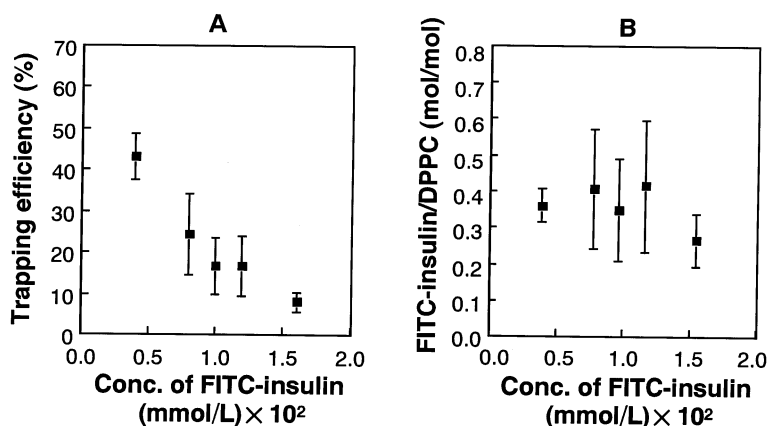 A
Trapping efficiency (%)
70
60
50
40
30
20
10
0
0.0 0.5 1.0 1.5 2.0
Conc. of FITC-insulin
(mmol/L) × 10²
B
FITC-insulin/DPPC (mol/mol)
0.8
0.7
0.6
0.5
0.4
0.3
0.2
0.1
0.0
0.0 0.5 1.0 1.5 2.0
Conc. of FITC-insulin
(mmol/L) × 10²